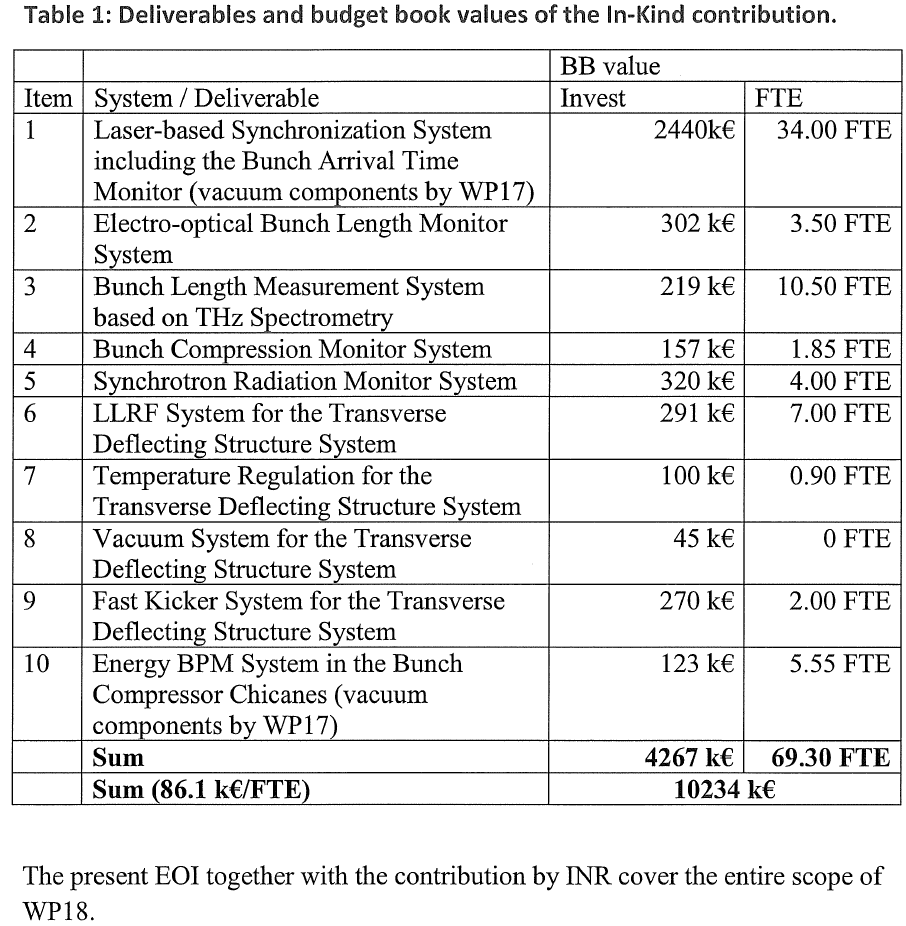 Table 1: Deliverables and budget book values of the In-Kind contribution.
BB value
Item System / Deliverable Invest FTE
1 Laser-based Synchronization System 2440k€ 34.00 FTE
including the Bunch Arrival Time
Monitor (vacuum components by WP17)
2 Electro-optical Bunch Length Monitor 302 k€ 3.50 FTE
System
3 Bunch Length Measurement System 219 k€ 10.50 FTE
based on THz Spectrometry
4 Bunch Compression Monitor System 157 k€ 1.85 FTE
5 Synchrotron Radiation Monitor System 320 k€ 4.00 FTE
6 LLRF System for the Transverse 291 k€ 7.00 FTE
Deflecting Structure System
7 Temperature Regulation for the 100 k€ 0.90 FTE
Transverse Deflecting Structure System
8 Vacuum System for the Transverse 45 k€ 0 FTE
Deflecting Structure System
9 Fast Kicker System for the Transverse 270 k€ 2.00 FTE
Deflecting Structure System
10 Energy BPM System in the Bunch 123 k€ 5.55 FTE
Compressor Chicanes (vacuum
components by WP17)
Sum 4267 k€ 69.30 FTE
Sum (86.1 k€/FTE) 10234 k€
The present EOI together with the contribution by INR cover the entire scope of
WP18.